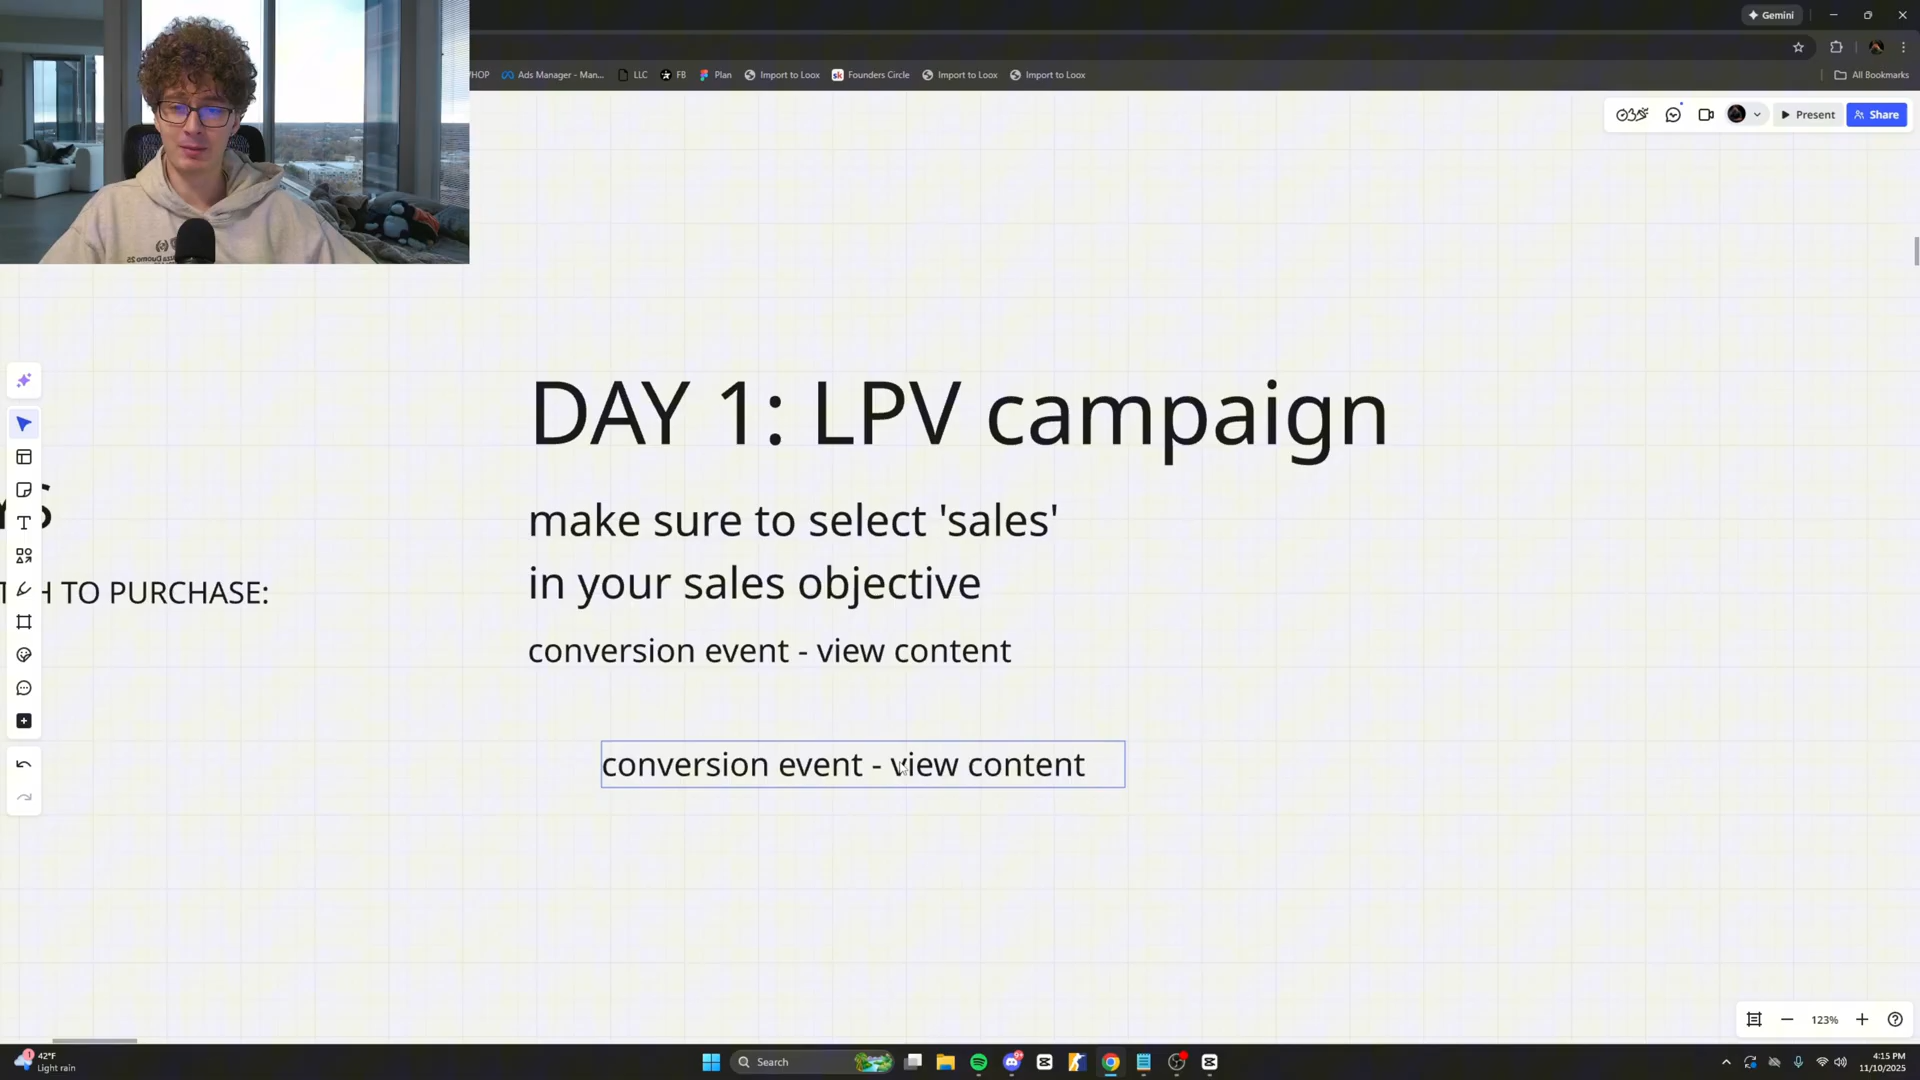 Gemini
HOP
Ads Manager - Man...
LLC
FB
Plan
Import to Loox
Founders Circle
Import to Loox
Import to Loox
All Bookmarks
Present
Share
DAY 1: LPV campaign
make sure to select 'sales'
in your sales objective
conversion event - view content
H TO PURCHASE:
conversion event - view content
123%
42°F
Light rain
Search
4:15 PM
11/10/2025